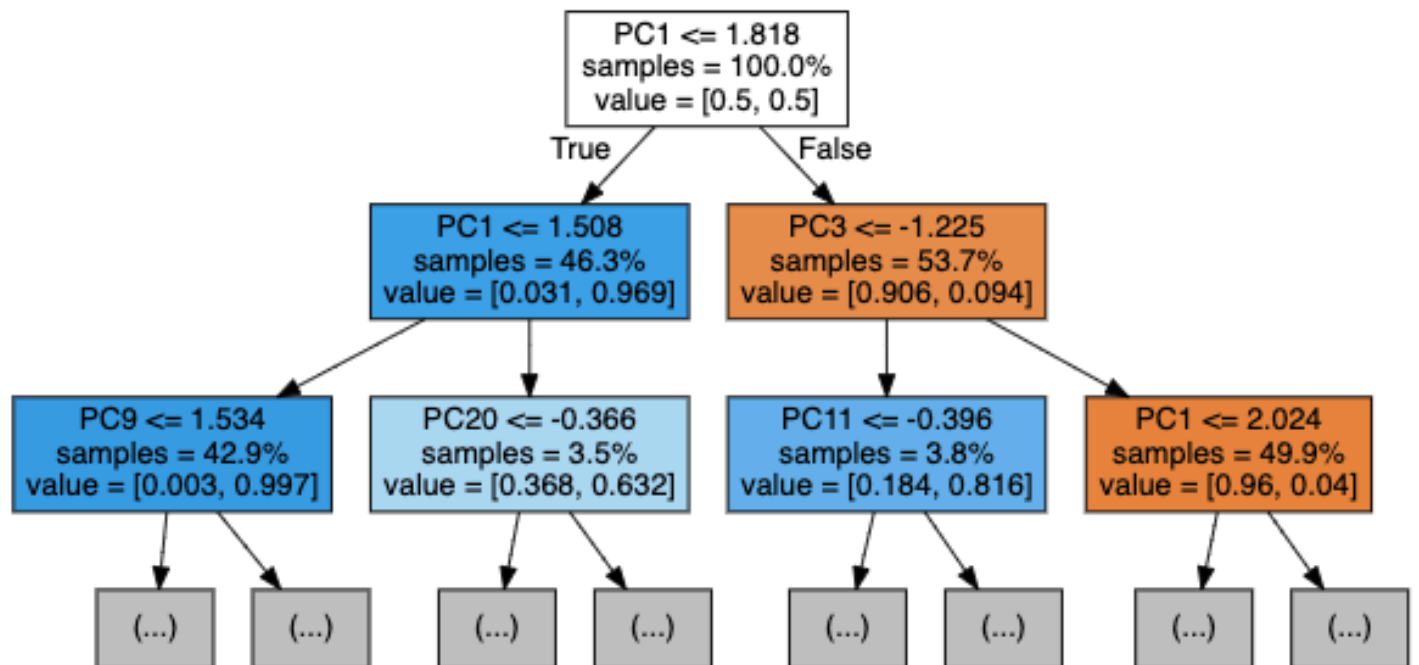 PC1 <= 1.818
samples = 100.0%
value = [0.5, 0.5]
True
False
PC1 <= 1.508
samples = 46.3%
value = [0.031, 0.969]
PC3 <= -1.225
samples = 53.7%
value = [0.906, 0.094]
PC9 <= 1.534
samples = 42.9%
value = [0.003, 0.997]
PC20 <= -0.366
samples = 3.5%
value = [0.368, 0.632]
PC11 <= -0.396
samples = 3.8%
value = [0.184, 0.816]
PC1 <= 2.024
samples = 49.9%
value = [0.96, 0.04]
(...)
(...)
(...)
(...)
(...)
(...)
(...)
(...)